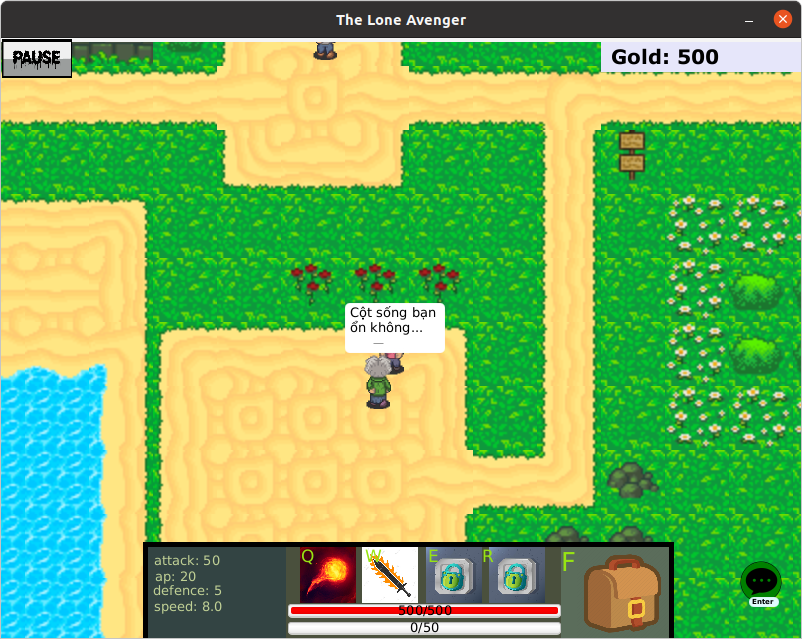 The Lone Avenger
PAUSE
Gold: 500
Cột sống bạn
ổn không...
attack: 50
ap: 20
defence: 5
speed: 8.0
Q
W
E
R
F
500/500
0/50
Enter